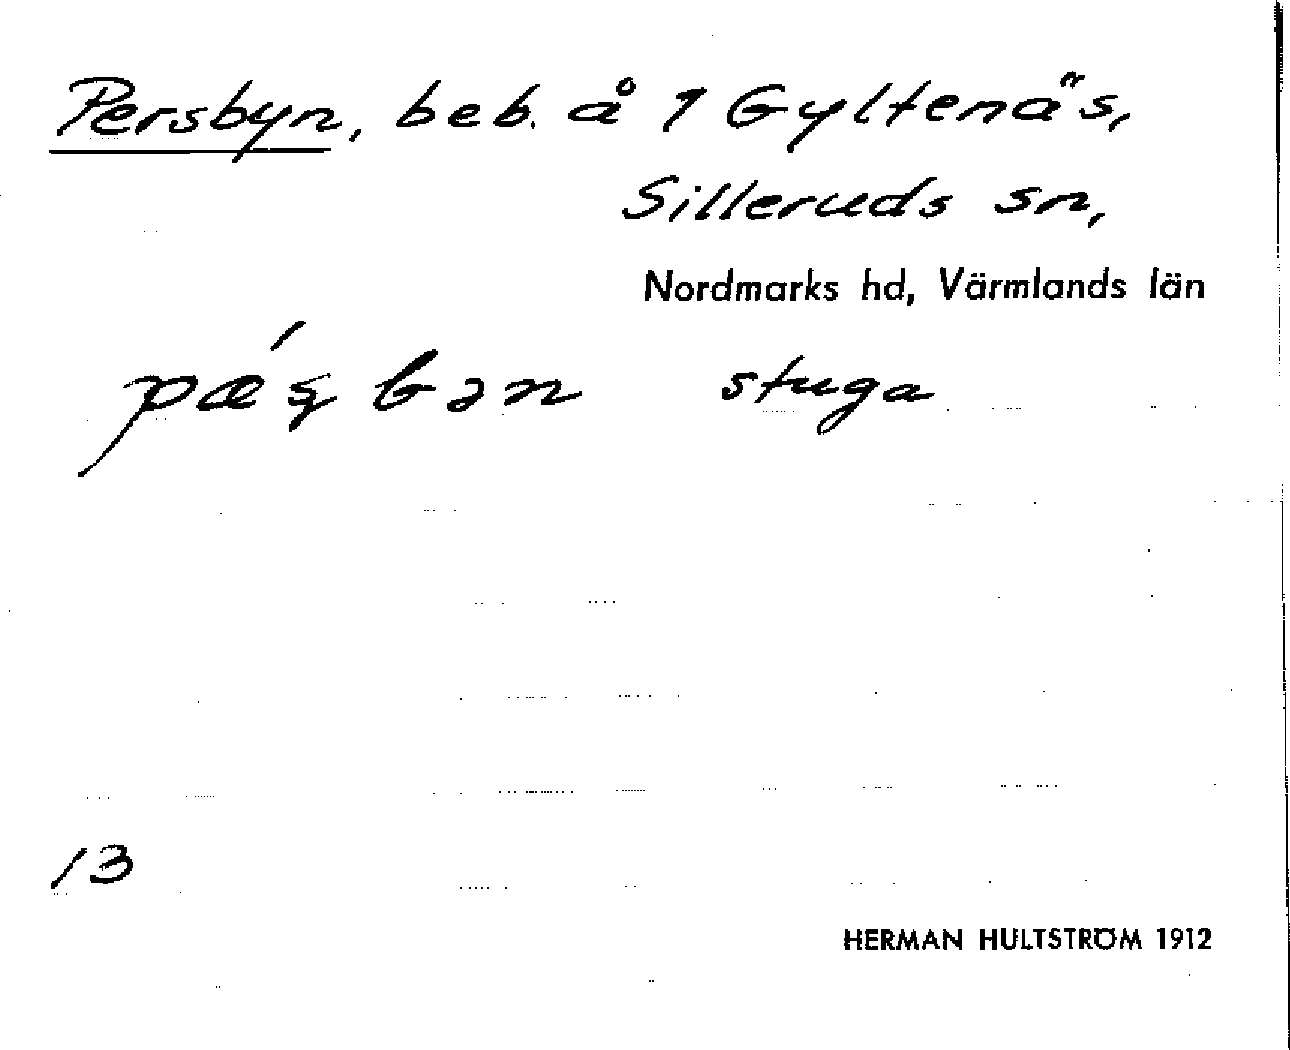 Persbyn, beb. å 1 Gyltenäs,
Silleruds sn,
Nordmarks hd, Värmlands län
stuga
13
HERMAN HULTSTRÖM 1912